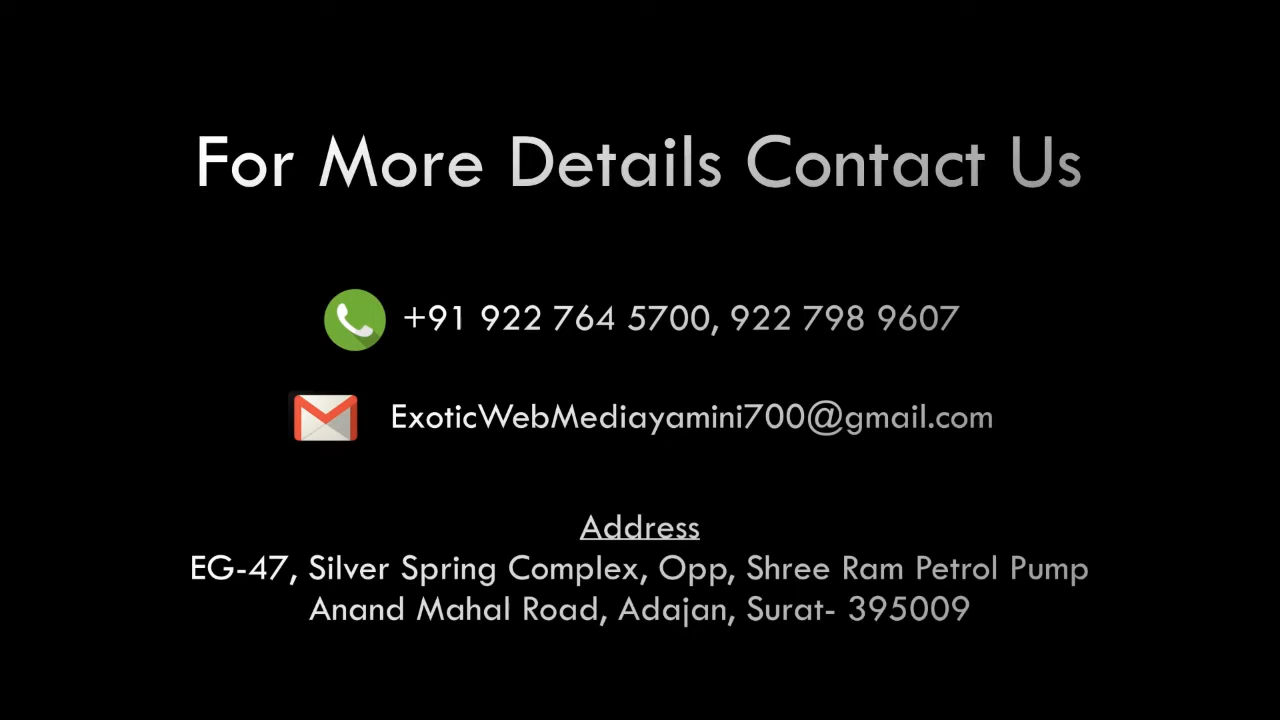 For More Details Contact Us
+91 922 764 5700, 922 798 9607
ExoticWebMediayamini700@gmail.com
Address
EG-47, Silver Spring Complex, Opp, Shree Ram Petrol Pump
Anand Mahal Road, Adajan, Surat- 395009